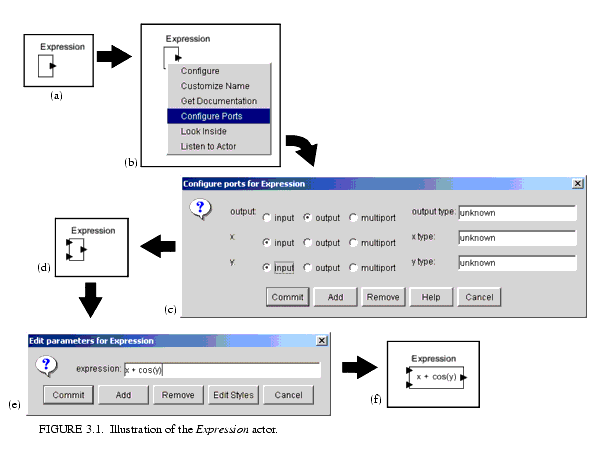 Expression
(a)
Expression
Configure
Customize Name
Get Documentation
Configure Ports
Look Inside
Listen to Actor
(b)
Configure ports for Expression
output: input output multiport output type: unknown
x: input output multiport x type: unknown
y: input output multiport y type: unknown
Commit Add Remove Help Cancel
(c)
Expression
(d)
Edit parameters for Expression
expression: x + cos(y)
Commit Add Remove Edit Styles Cancel
(e)
Expression
x + cos(y)
(f)
FIGURE 3.1. Illustration of the Expression actor.